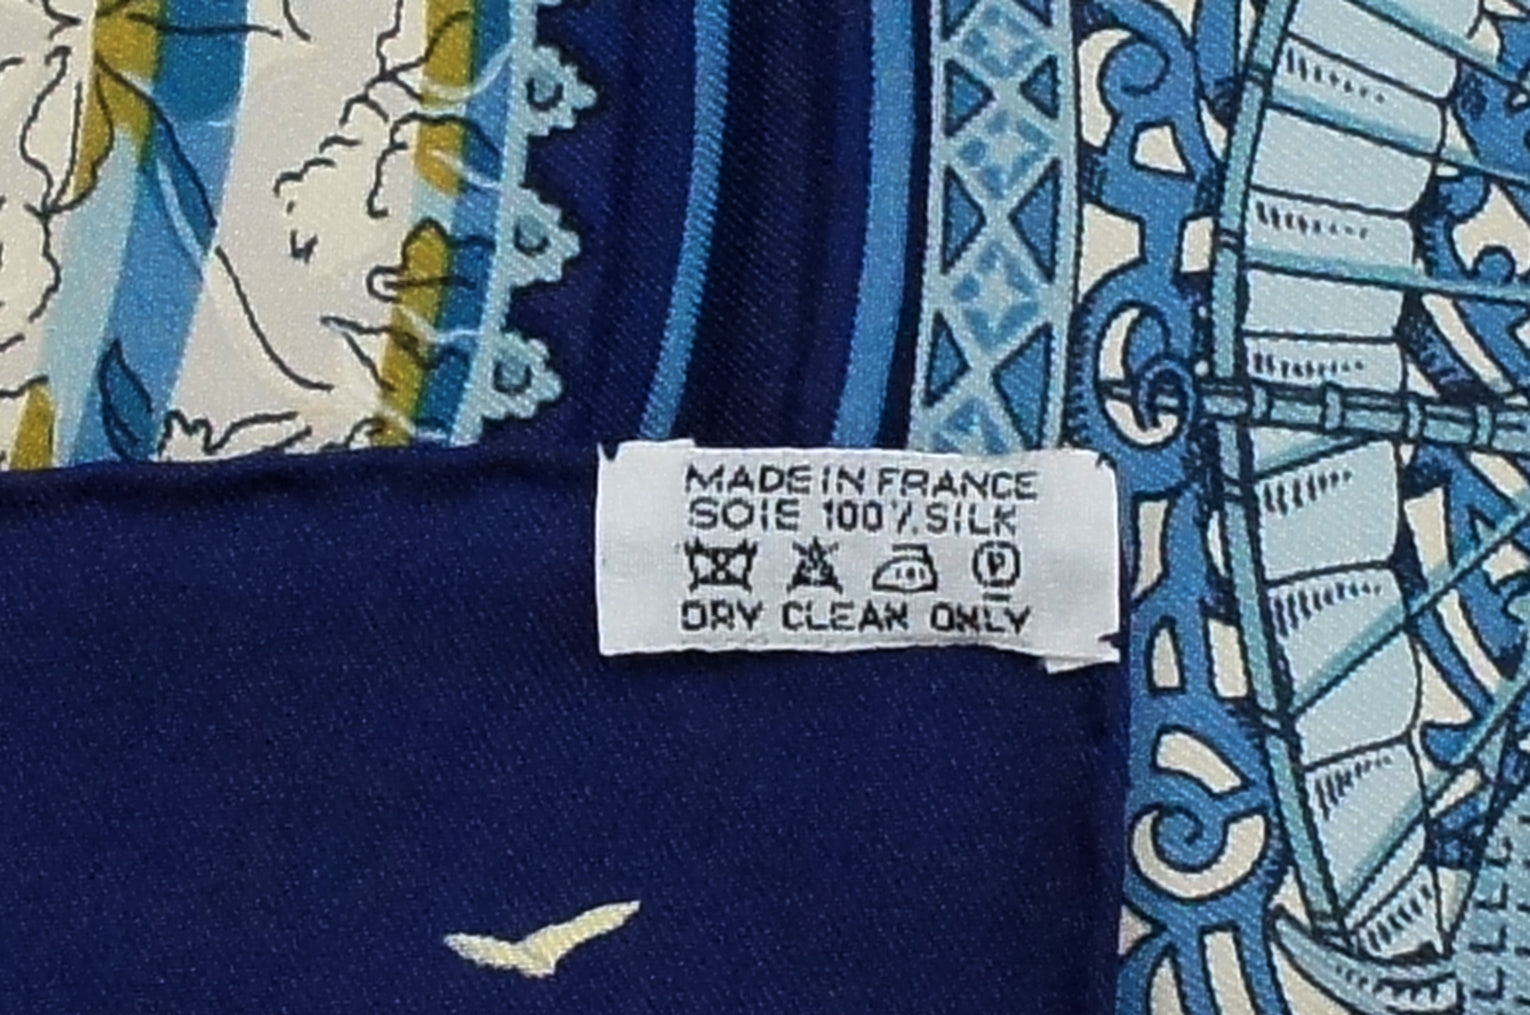 MADE IN FRANCE
SOIE 100% SILK
P
DRY CLEAN ONLY